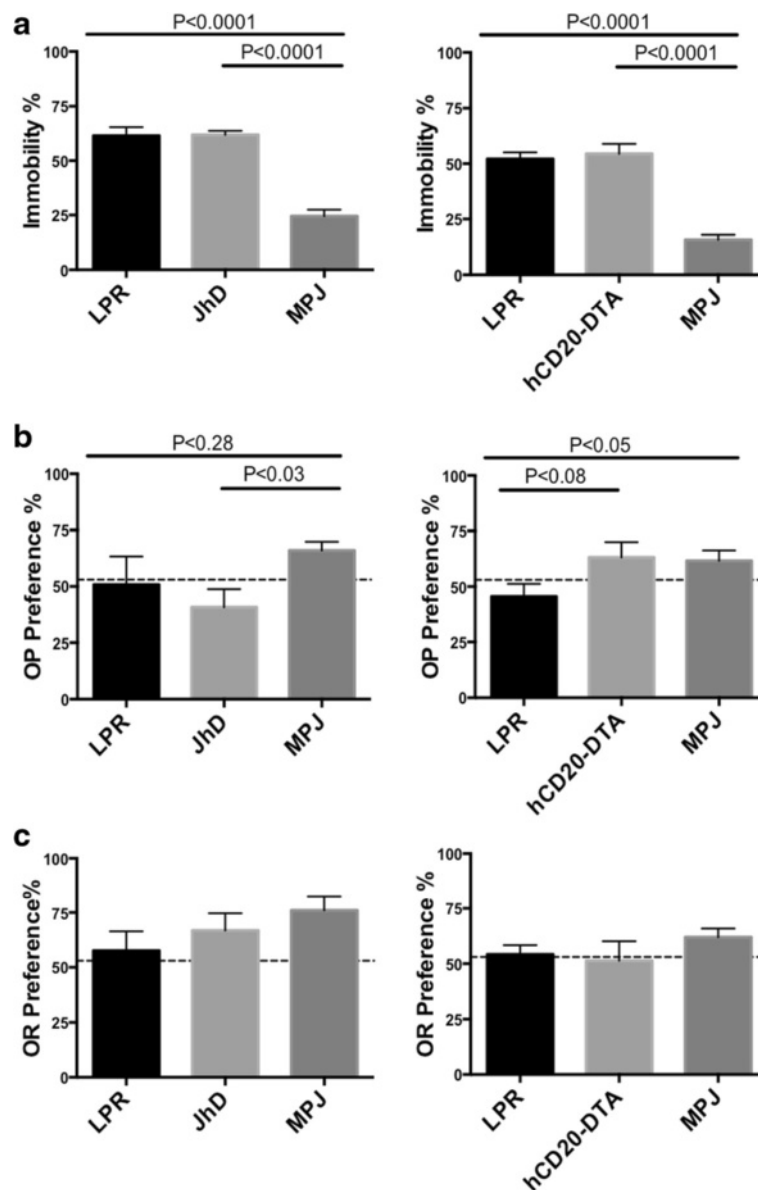 a
P<0.0001
P<0.0001
Immobility %
100
75
50
25
0
LPR
JhD
MPJ
P<0.0001
P<0.0001
Immobility %
100
75
50
25
0
LPR
hCD20-DTA
MPJ
b
P<0.28
P<0.03
OP Preference %
100
75
50
25
0
LPR
JhD
MPJ
P<0.05
P<0.08
OP Preference %
100
75
50
25
0
LPR
hCD20-DTA
MPJ
c
OR Preference%
100
75
50
25
0
LPR
JhD
MPJ
OR Preference %
100
75
50
25
0
LPR
hCD20-DTA
MPJ